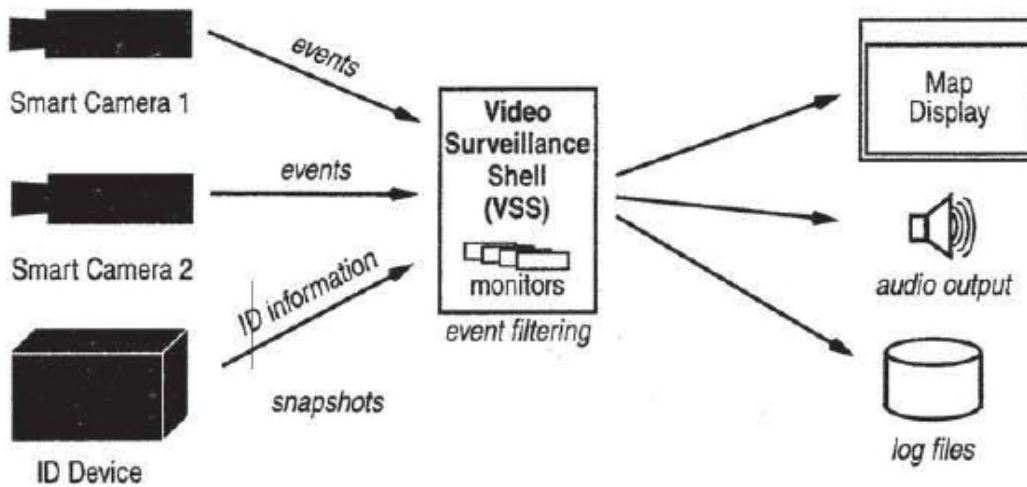 events
Smart Camera 1
events
Smart Camera 2
ID information
snapshots
ID Device
Video
Surveillance
Shell
(VSS)
monitors
event filtering
Map
Display
audio output
log files